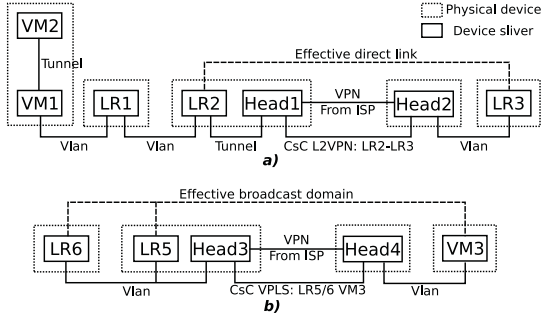 Physical device
VM2
Device sliver
Effective direct link
Tunnel
VPN
VM1
LR1
LR2
Head1
Head2
LR3
From ISP
Vlan
Vlan
Tunnel
CsC L2VPN: LR2-LR3
Vlan
a)
Effective broadcast domain
VPN
LR6
LR5
Head3
Head4
VM3
From ISP
Vlan
CsC VPLS: LR5/6 VM3
Vlan
b)